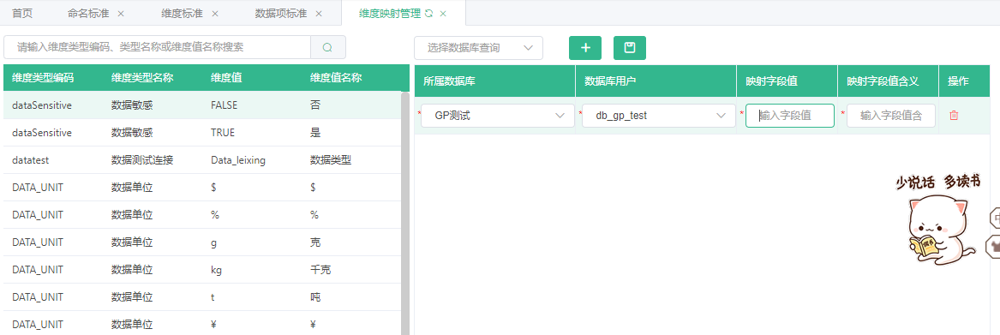 首页 命名标准 × 维度标准 × 数据项标准 × 维度映射管理 ×
请输入维度类型编码、类型名称或维度值名称搜索
选择数据库查询
维度类型编码 维度类型名称 维度值 维度值名称
dataSensitive 数据敏感 FALSE 否
dataSensitive 数据敏感 TRUE 是
datatest 数据测试连接 Data_leixing 数据类型
DATA_UNIT 数据单位 $ $
DATA_UNIT 数据单位 % %
DATA_UNIT 数据单位 g 克
DATA_UNIT 数据单位 kg 千克
DATA_UNIT 数据单位 t 吨
DATA_UNIT 数据单位 ¥ ¥
所属数据库 数据库用户 映射字段值 映射字段值含义 操作
* GP测试 * db_gp_test * 输入字段值 * 输入字段值含
少说话 多读书